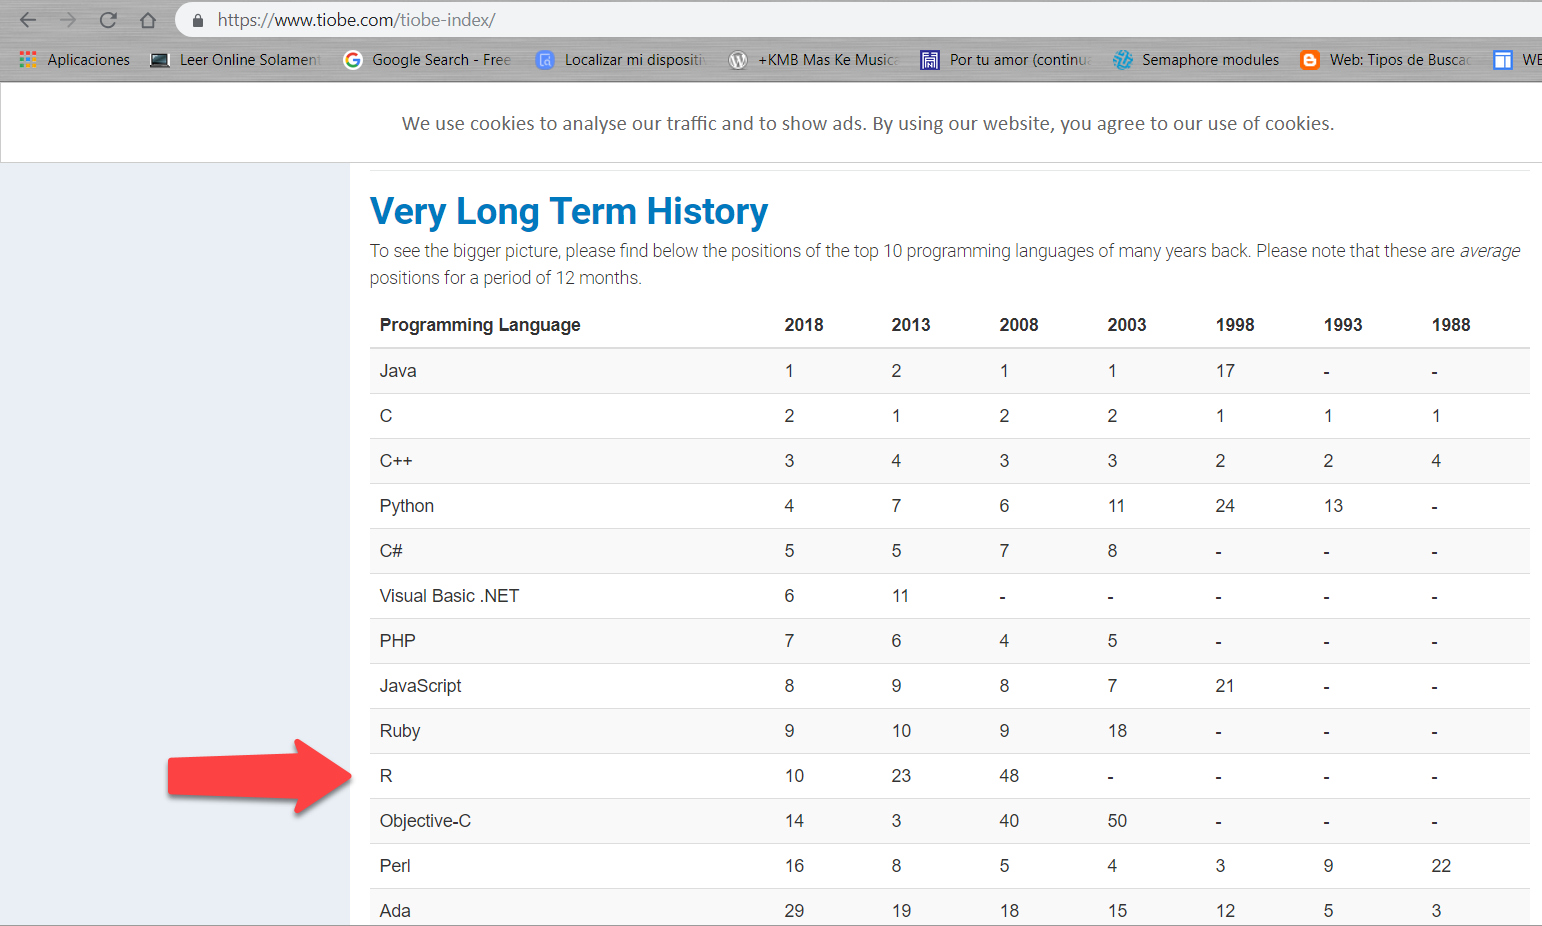 https://www.tiobe.com/tiobe-index/
Aplicaciones Leer Online Solament Google Search - Free Localizar mi dispositi +KMB Mas Ke Musica Por tu amor (continu Semaphore modules Web: Tipos de Busca WE
We use cookies to analyse our traffic and to show ads. By using our website, you agree to our use of cookies.
Very Long Term History
To see the bigger picture, please find below the positions of the top 10 programming languages of many years back. Please note that these are average
positions for a period of 12 months.
Programming Language 2018 2013 2008 2003 1998 1993 1988
Java 1 2 1 1 17 - -
C 2 1 2 2 1 1 1
C++ 3 4 3 3 2 2 4
Python 4 7 6 11 24 13 -
C# 5 5 7 8 - - -
Visual Basic .NET 6 11 - - - - -
PHP 7 6 4 5 - - -
JavaScript 8 9 8 7 21 - -
Ruby 9 10 9 18 - - -
R 10 23 48 - - - -
Objective-C 14 3 40 50 - - -
Perl 16 8 5 4 3 9 22
Ada 29 19 18 15 12 5 3